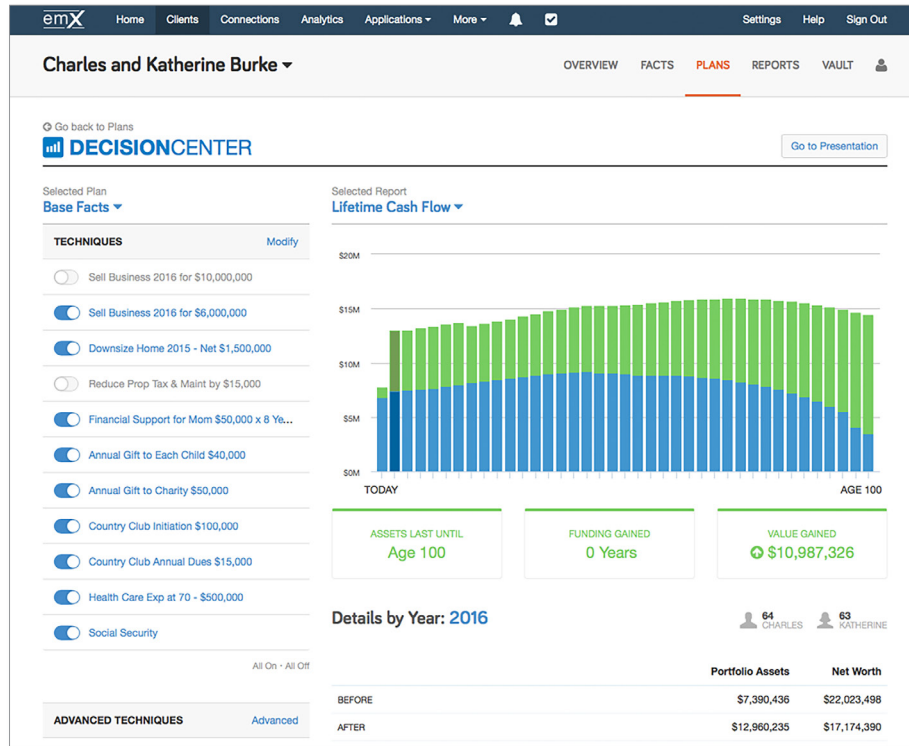 emX Home Clients Connections Analytics Applications More Settings Help Sign Out
Charles and Katherine Burke OVERVIEW FACTS PLANS REPORTS VAULT
Go back to Plans
DECISIONCENTER Go to Presentation
Selected Plan
Base Facts
TECHNIQUES Modify
Sell Business 2016 for $10,000,000
Sell Business 2016 for $6,000,000
Downsize Home 2015 - Net $1,500,000
Reduce Prop Tax & Maint by $15,000
Financial Support for Mom $50,000 x 8 Ye...
Annual Gift to Each Child $40,000
Annual Gift to Charity $50,000
Country Club Initiation $100,000
Country Club Annual Dues $15,000
Health Care Exp at 70 - $500,000
Social Security
All On - All Off
ADVANCED TECHNIQUES Advanced
Selected Report
Lifetime Cash Flow
$20M
$15M
$10M
$5M
$0M
TODAY AGE 100
ASSETS LAST UNTIL
Age 100
FUNDING GAINED
0 Years
VALUE GAINED
$10,987,326
Details by Year: 2016
64
CHARLES
63
KATHERINE
Portfolio Assets Net Worth
BEFORE $7,390,436 $22,023,498
AFTER $12,960,235 $17,174,390